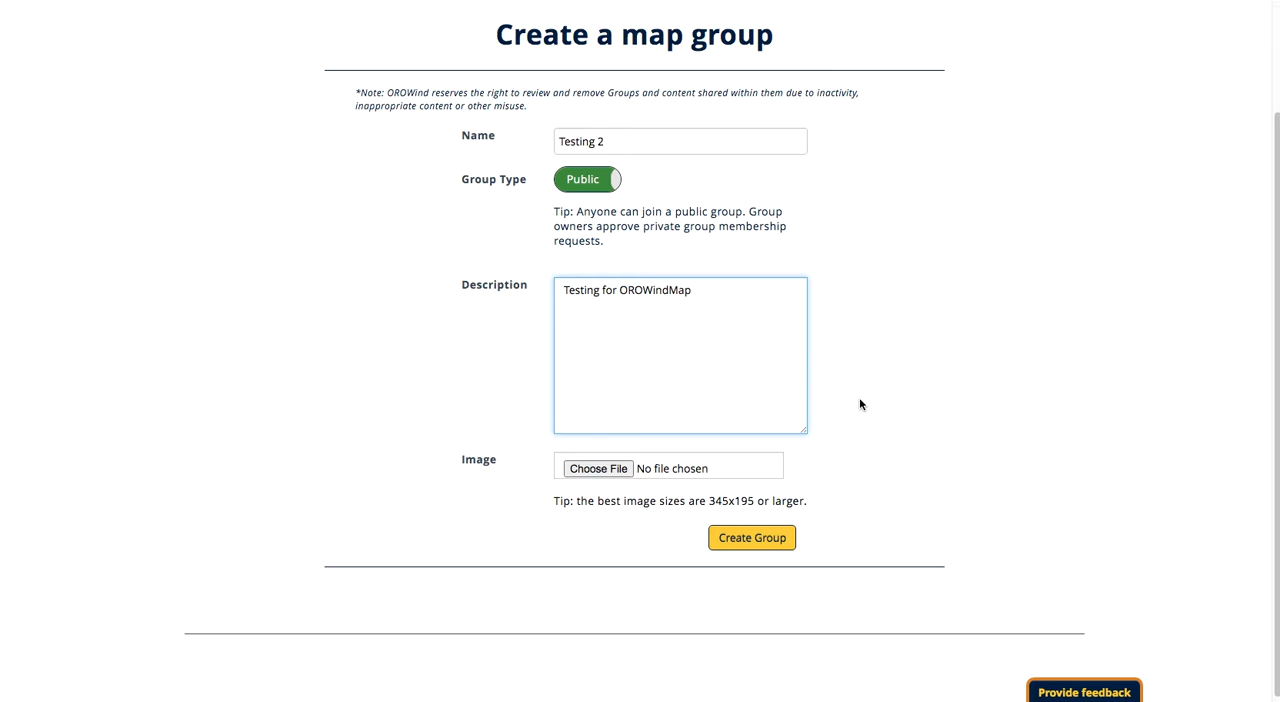 Create a map group
*Note: OROWind reserves the right to review and remove Groups and content shared within them due to inactivity,
inappropriate content or other misuse.
Name
Testing 2
Group Type
Public
Tip: Anyone can join a public group. Group
owners approve private group membership
requests.
Description
Testing for OROWindMap
Image
Choose File No file chosen
Tip: the best image sizes are 345x195 or larger.
Create Group
Provide feedback